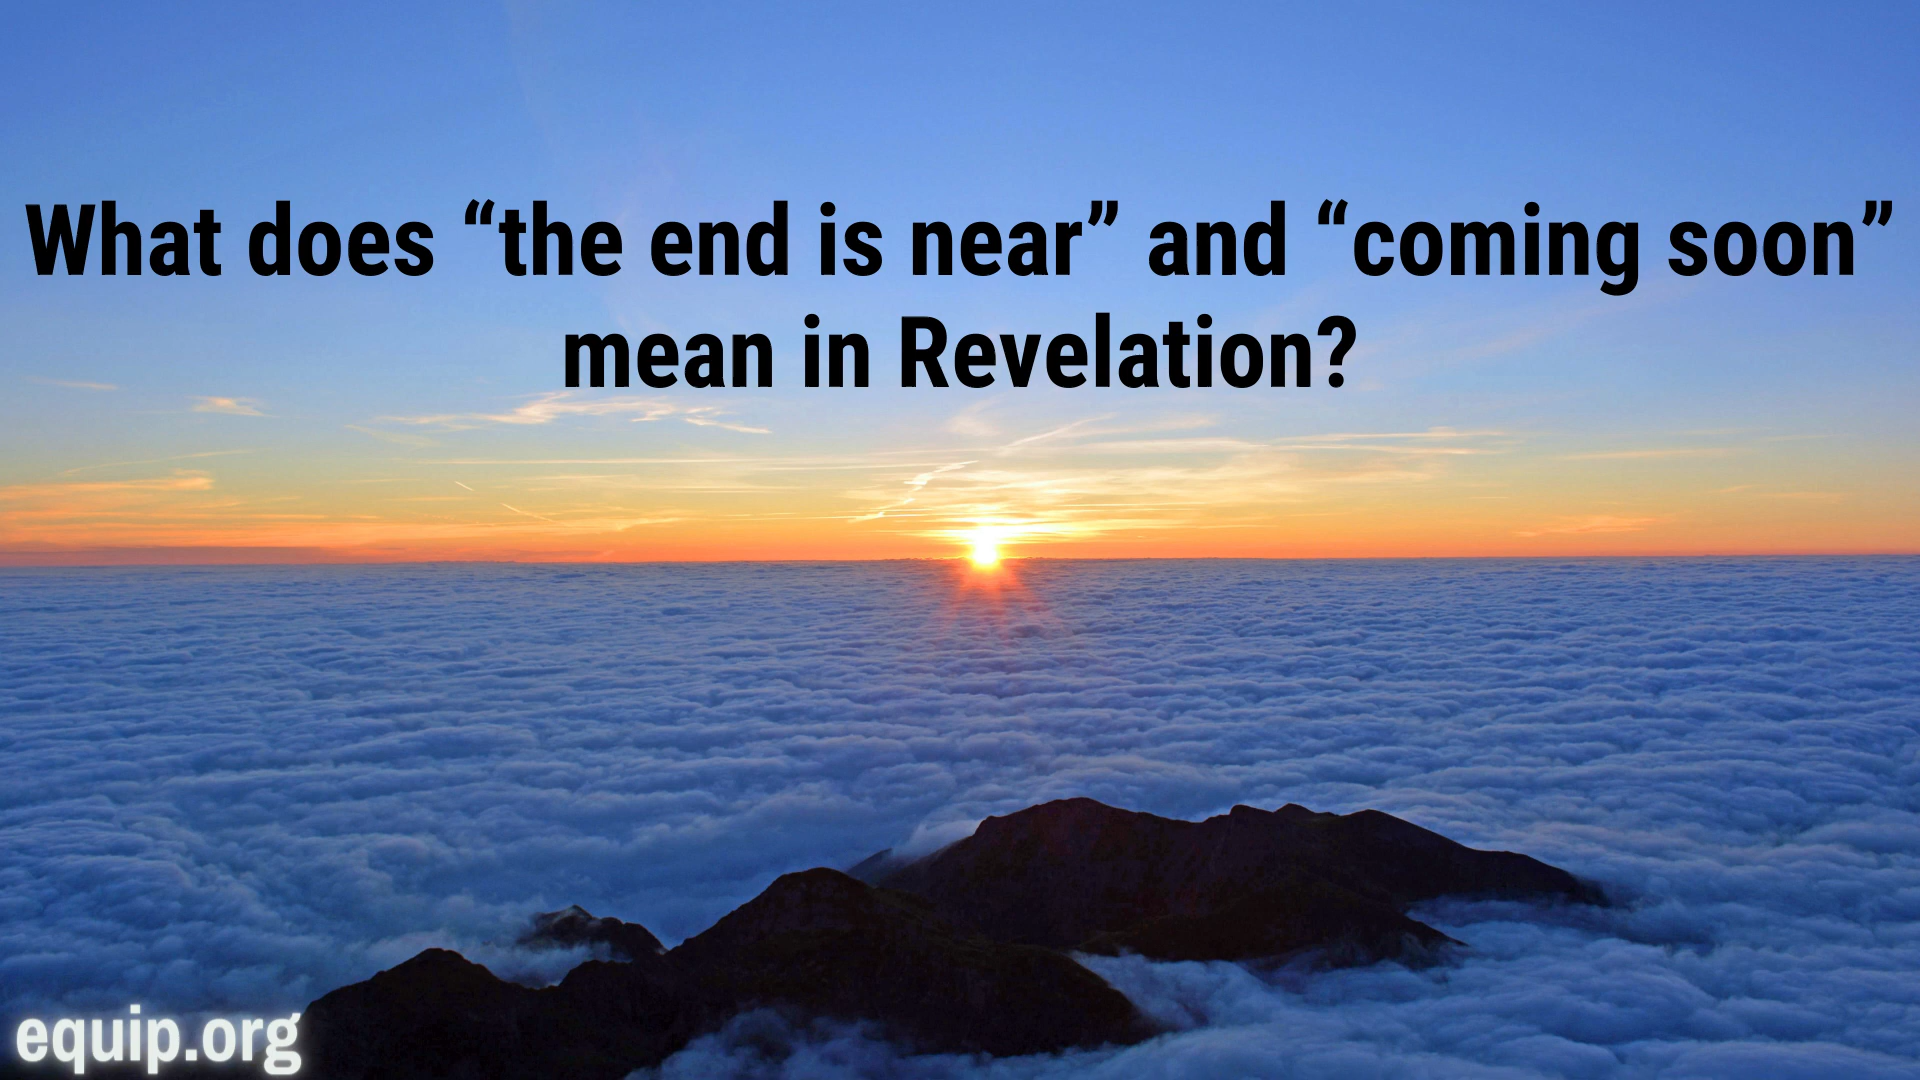 What does “the end is near” and “coming soon”
mean in Revelation?
equip.org